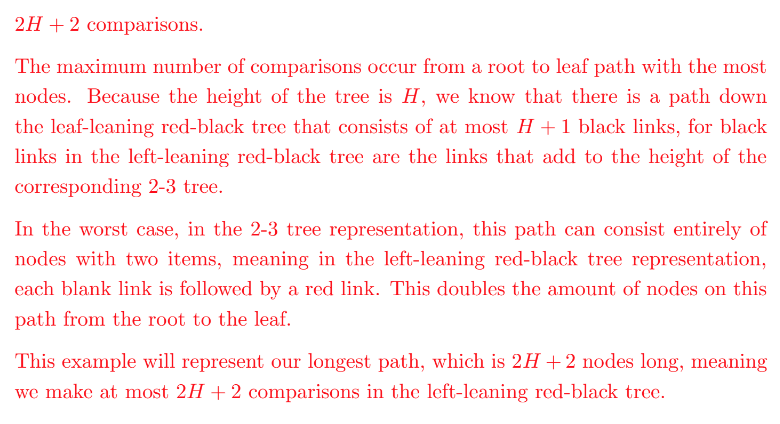 2H + 2 comparisons.
The maximum number of comparisons occur from a root to leaf path with the most
nodes. Because the height of the tree is H, we know that there is a path down
the leaf-leaning red-black tree that consists of at most H + 1 black links, for black
links in the left-leaning red-black tree are the links that add to the height of the
corresponding 2-3 tree.
In the worst case, in the 2-3 tree representation, this path can consist entirely of
nodes with two items, meaning in the left-leaning red-black tree representation,
each blank link is followed by a red link. This doubles the amount of nodes on this
path from the root to the leaf.
This example will represent our longest path, which is 2H + 2 nodes long, meaning
we make at most 2H + 2 comparisons in the left-leaning red-black tree.